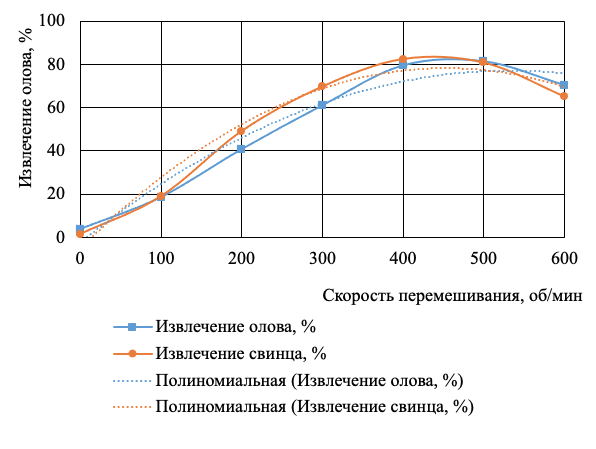 Извлечение олова, %
100
80
60
40
20
0
0 100 200 300 400 500 600
Скорость перемешивания, об/мин
Извлечение олова, %
Извлечение свинца, %
Полиномиальная (Извлечение олова, %)
Полиномиальная (Извлечение свинца, %)